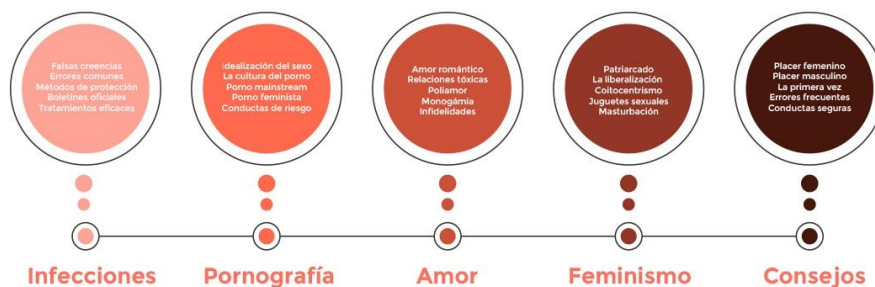 Falsas creencias
Errores comunes
Métodos de protección
Boletines oficiales
Tratamientos eficaces
Idealización del sexo
La cultura del porno
Porno mainstream
Porno feminista
Conductas de riesgo
Amor romántico
Relaciones tóxicas
Poliamor
Monogámia
Infidelidades
Patriarcado
La liberalización
Coitocentrismo
Juguetes sexuales
Masturbación
Placer femenino
Placer masculino
La primera vez
Errores frecuentes
Conductas seguras
Infecciones
Pornografía
Amor
Feminismo
Consejos